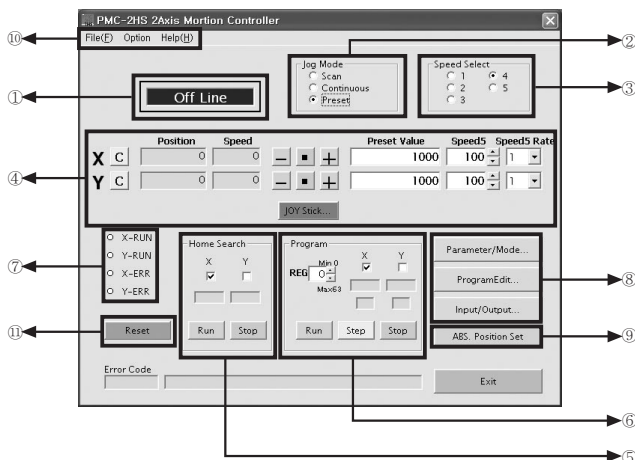 PMC-2HS 2Axis Mortion Controller
File(F) Option Help(H)
⑩
②
Jog Mode
Scan
Continuous
Preset
Speed Select
1
2
3
4
5
③
①
Off Line
Position Speed Preset Value Speed5 Speed5 Rate
④
X C 0 0 1000 100 1
Y C 0 0 1000 100 1
JOY Stick...
⑦
X-RUN
Y-RUN
X-ERR
Y-ERR
Home Search
X Y
Run Stop
Program
X Y
REG Min 0
0
Max63
Run Step Stop
Parameter/Mode...
ProgramEdit...
Input/Output...
⑧
⑪
Reset
ABS. Position Set
⑨
Error Code
Exit
⑥
⑤